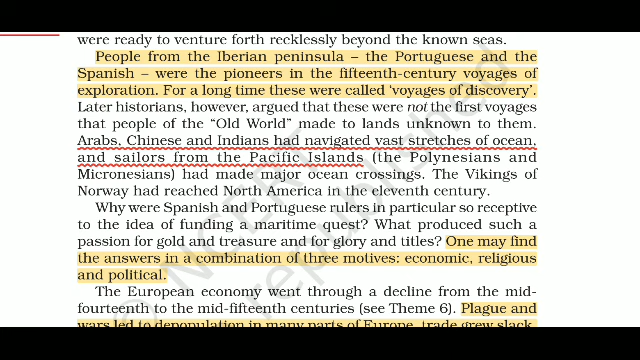 were ready to venture forth recklessly beyond the known seas.
People from the Iberian peninsula – the Portuguese and the
Spanish – were the pioneers in the fifteenth-century voyages of
exploration. For a long time these were called ‘voyages of discovery’.
Later historians, however, argued that these were not the first voyages
that people of the “Old World” made to lands unknown to them.
Arabs, Chinese and Indians had navigated vast stretches of ocean,
and sailors from the Pacific Islands (the Polynesians and
Micronesians) had made major ocean crossings. The Vikings of
Norway had reached North America in the eleventh century.
Why were Spanish and Portuguese rulers in particular so receptive
to the idea of funding a maritime quest? What produced such a
passion for gold and treasure and for glory and titles? One may find
the answers in a combination of three motives: economic, religious
and political.
The European economy went through a decline from the mid-
fourteenth to the mid-fifteenth centuries (see Theme 6). Plague and
wars led to depopulation in many parts of Europe, trade grew slack,
© NCERT
republished